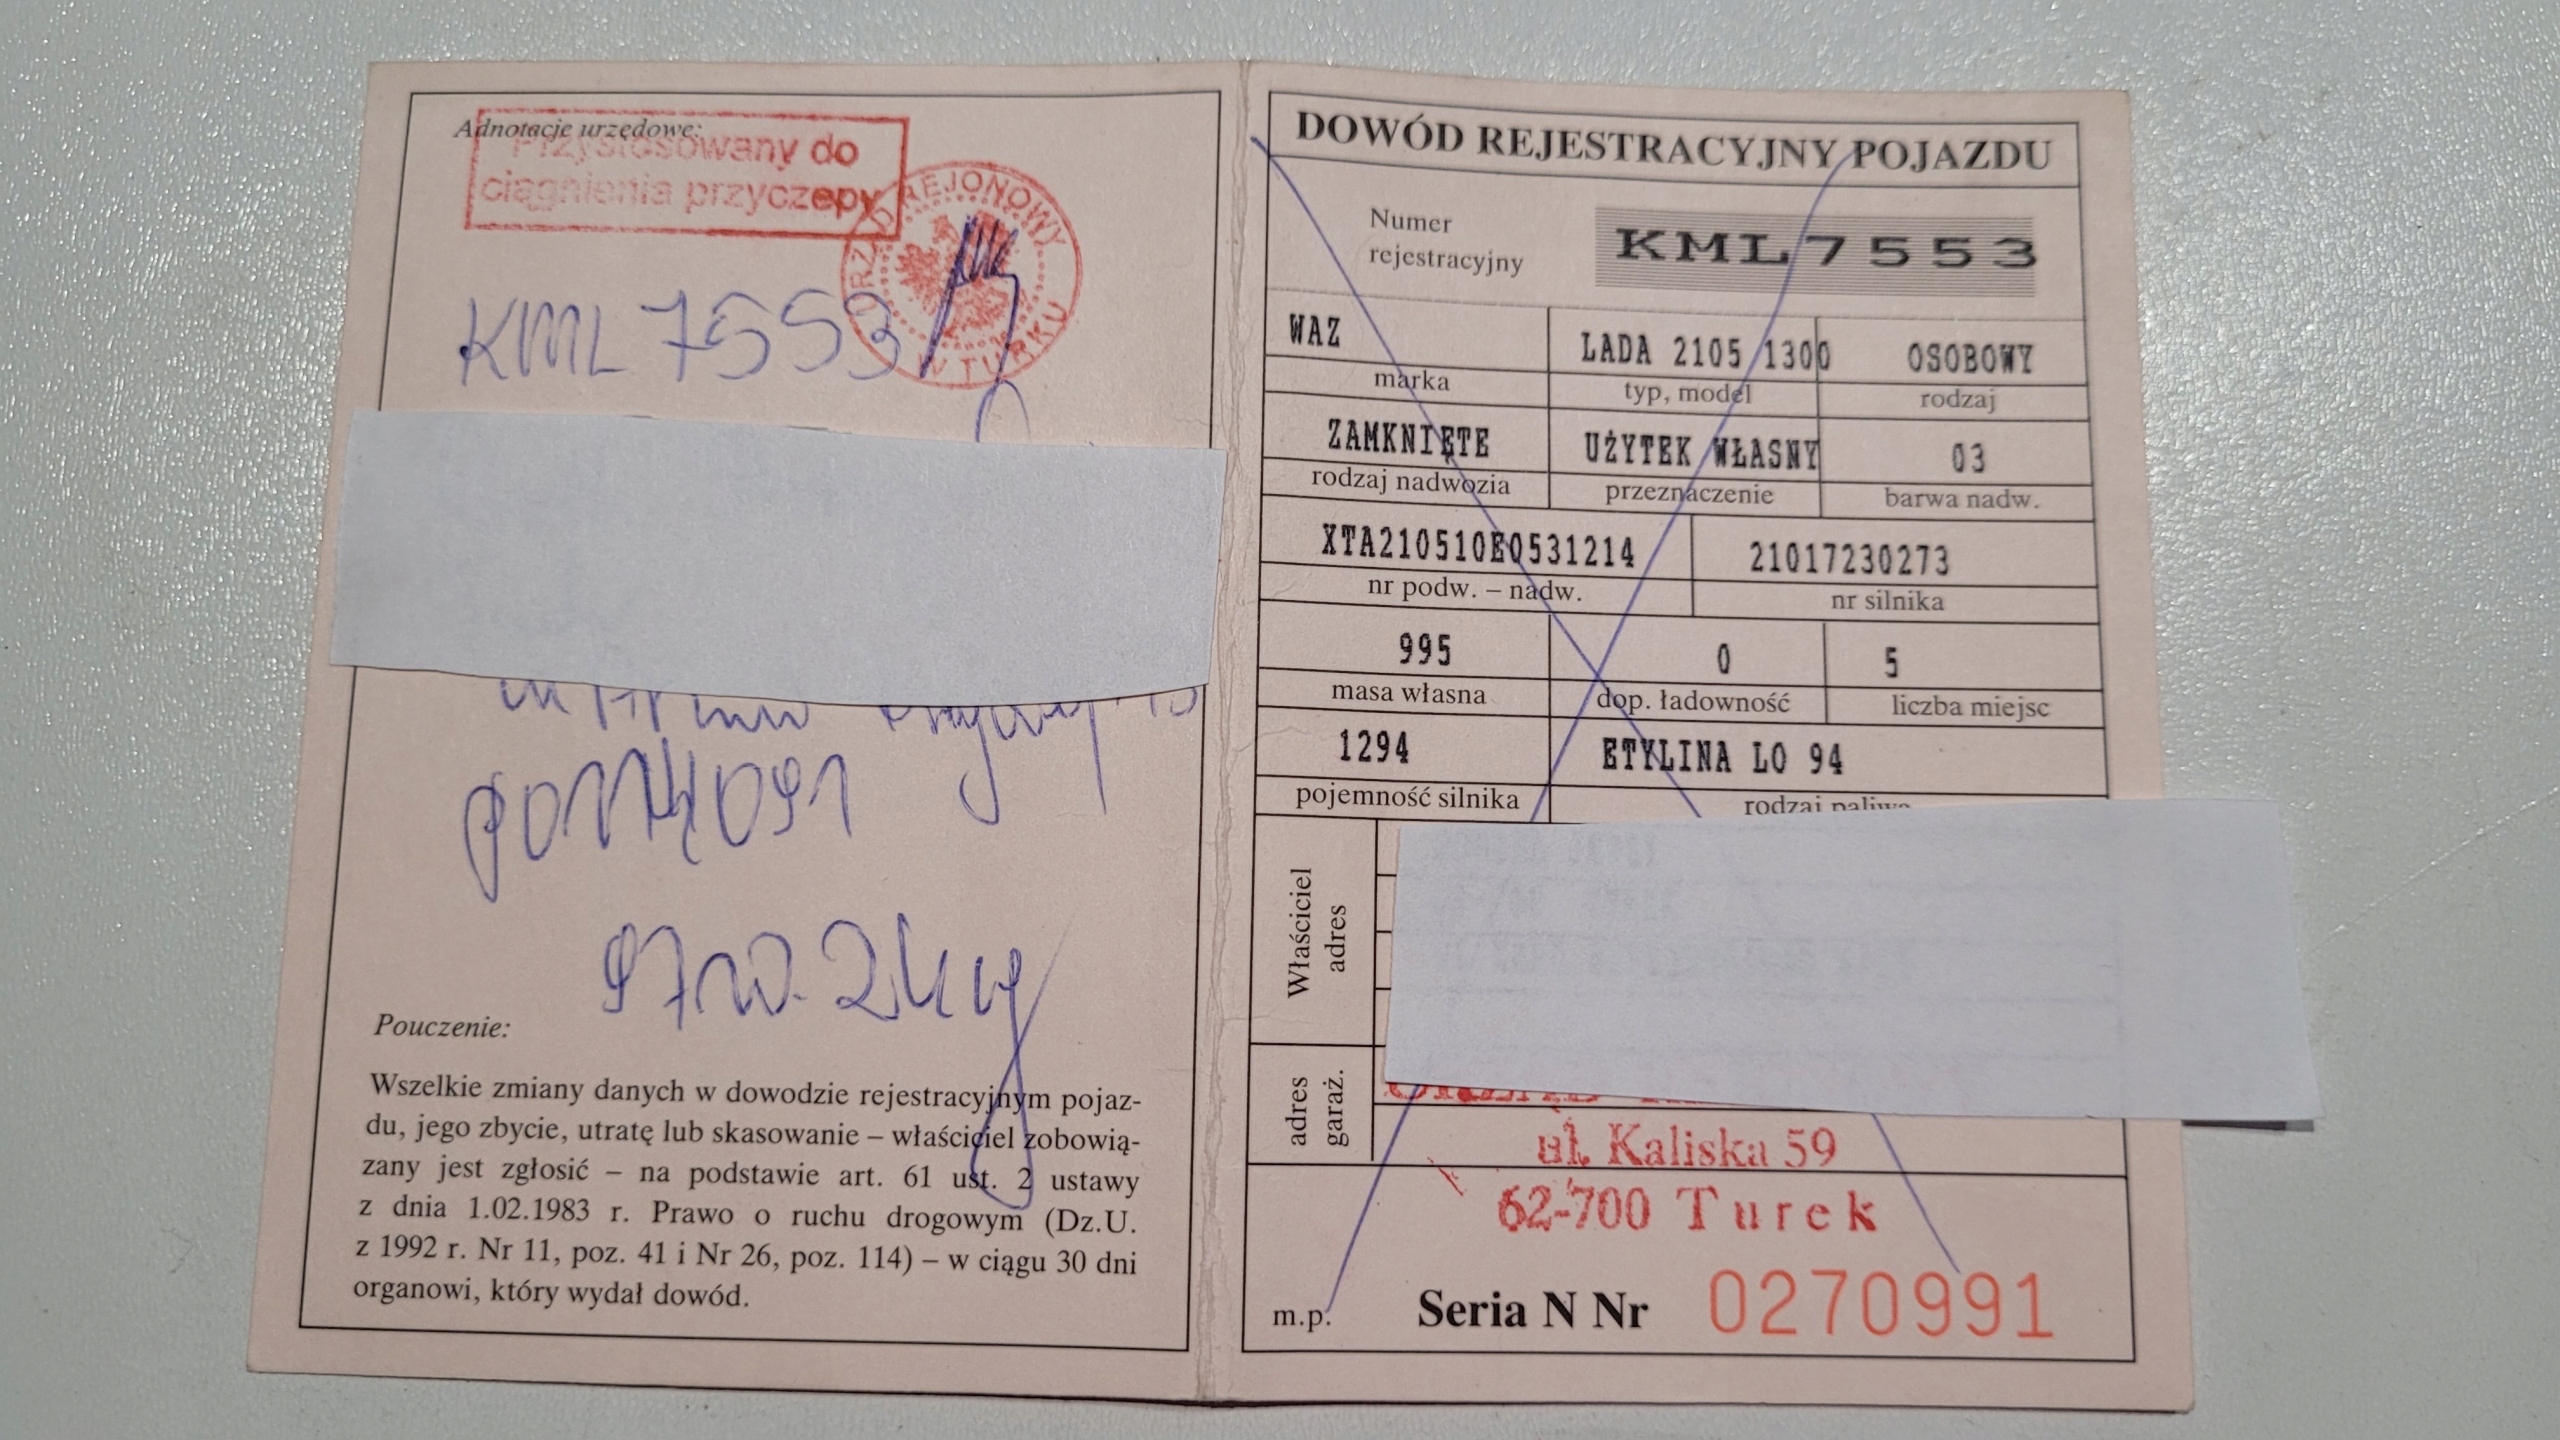 Adnotacje urzędowe:
Przystosowany do
ciągnienia przyczepy
URZĄD REJONOWY
W TURKU
KML 7553
Pouczenie:
Wszelkie zmiany danych w dowodzie rejestracyjnym pojaz-
du, jego zbycie, utratę lub skasowanie – właściciel zobowią-
zany jest zgłosić – na podstawie art. 61 ust. 2 ustawy
z dnia 1.02.1983 r. Prawo o ruchu drogowym (Dz.U.
z 1992 r. Nr 11, poz. 41 i Nr 26, poz. 114) – w ciągu 30 dni
organowi, który wydał dowód.
DOWÓD REJESTRACYJNY POJAZDU
Numer
rejestracyjny
KML7553
WAZ LADA 2105 1300 OSOBOWY
marka typ, model rodzaj
ZAMKNIĘTE UŻYTEK WŁASNY 03
rodzaj nadwozia przeznaczenie barwa nadw.
XTA210510E0531214 21017230273
nr podw. – nadw. nr silnika
995 0 5
masa własna dop. ładowność liczba miejsc
1294 ETYLINA LO 94
pojemność silnika rodzaj paliwa
Właściciel
adres
adres
garaż.
ul. Kaliska 59
62-700 Turek
m.p. Seria N Nr 0270991